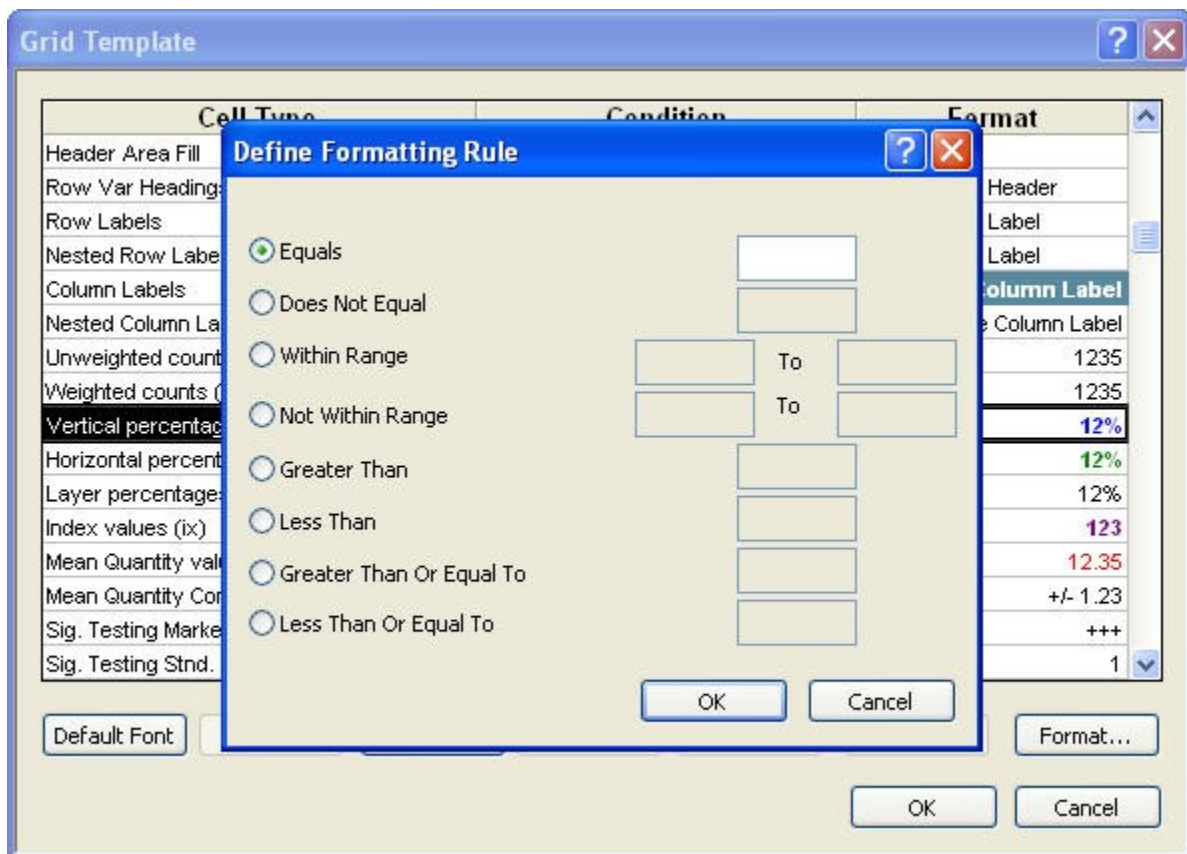 Grid Template
Cell Type Condition Format
Header Area Fill
Row Var Headings Header
Row Labels Label
Nested Row Labe Label
Column Labels Column Label
Nested Column La e Column Label
Unweighted count 1235
Weighted counts ( 1235
Vertical percentag 12%
Horizontal percent 12%
Layer percentages 12%
Index values (ix) 123
Mean Quantity val 12.35
Mean Quantity Con +/- 1.23
Sig. Testing Marke +++
Sig. Testing Stnd. 1
Define Formatting Rule
Equals
Does Not Equal
Within Range To
Not Within Range To
Greater Than
Less Than
Greater Than Or Equal To
Less Than Or Equal To
OK Cancel
Default Font Format...
OK Cancel